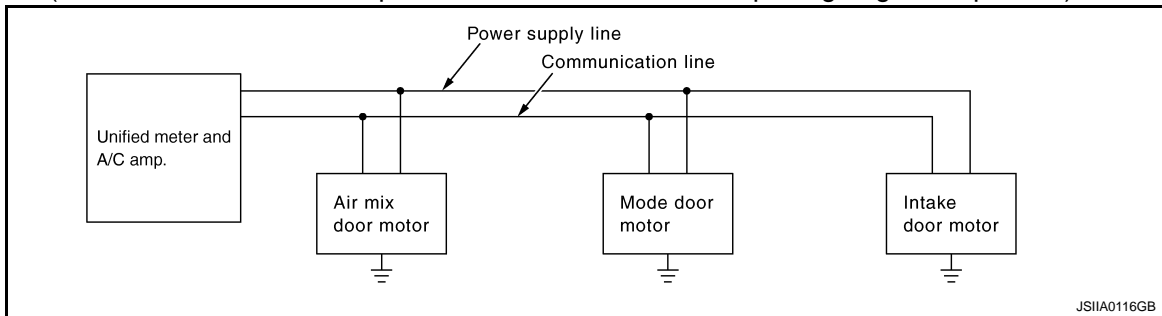 Power supply line
Communication line
Unified meter and
A/C amp.
Air mix
door motor
Mode door
motor
Intake
door motor
JSIIA0116GB